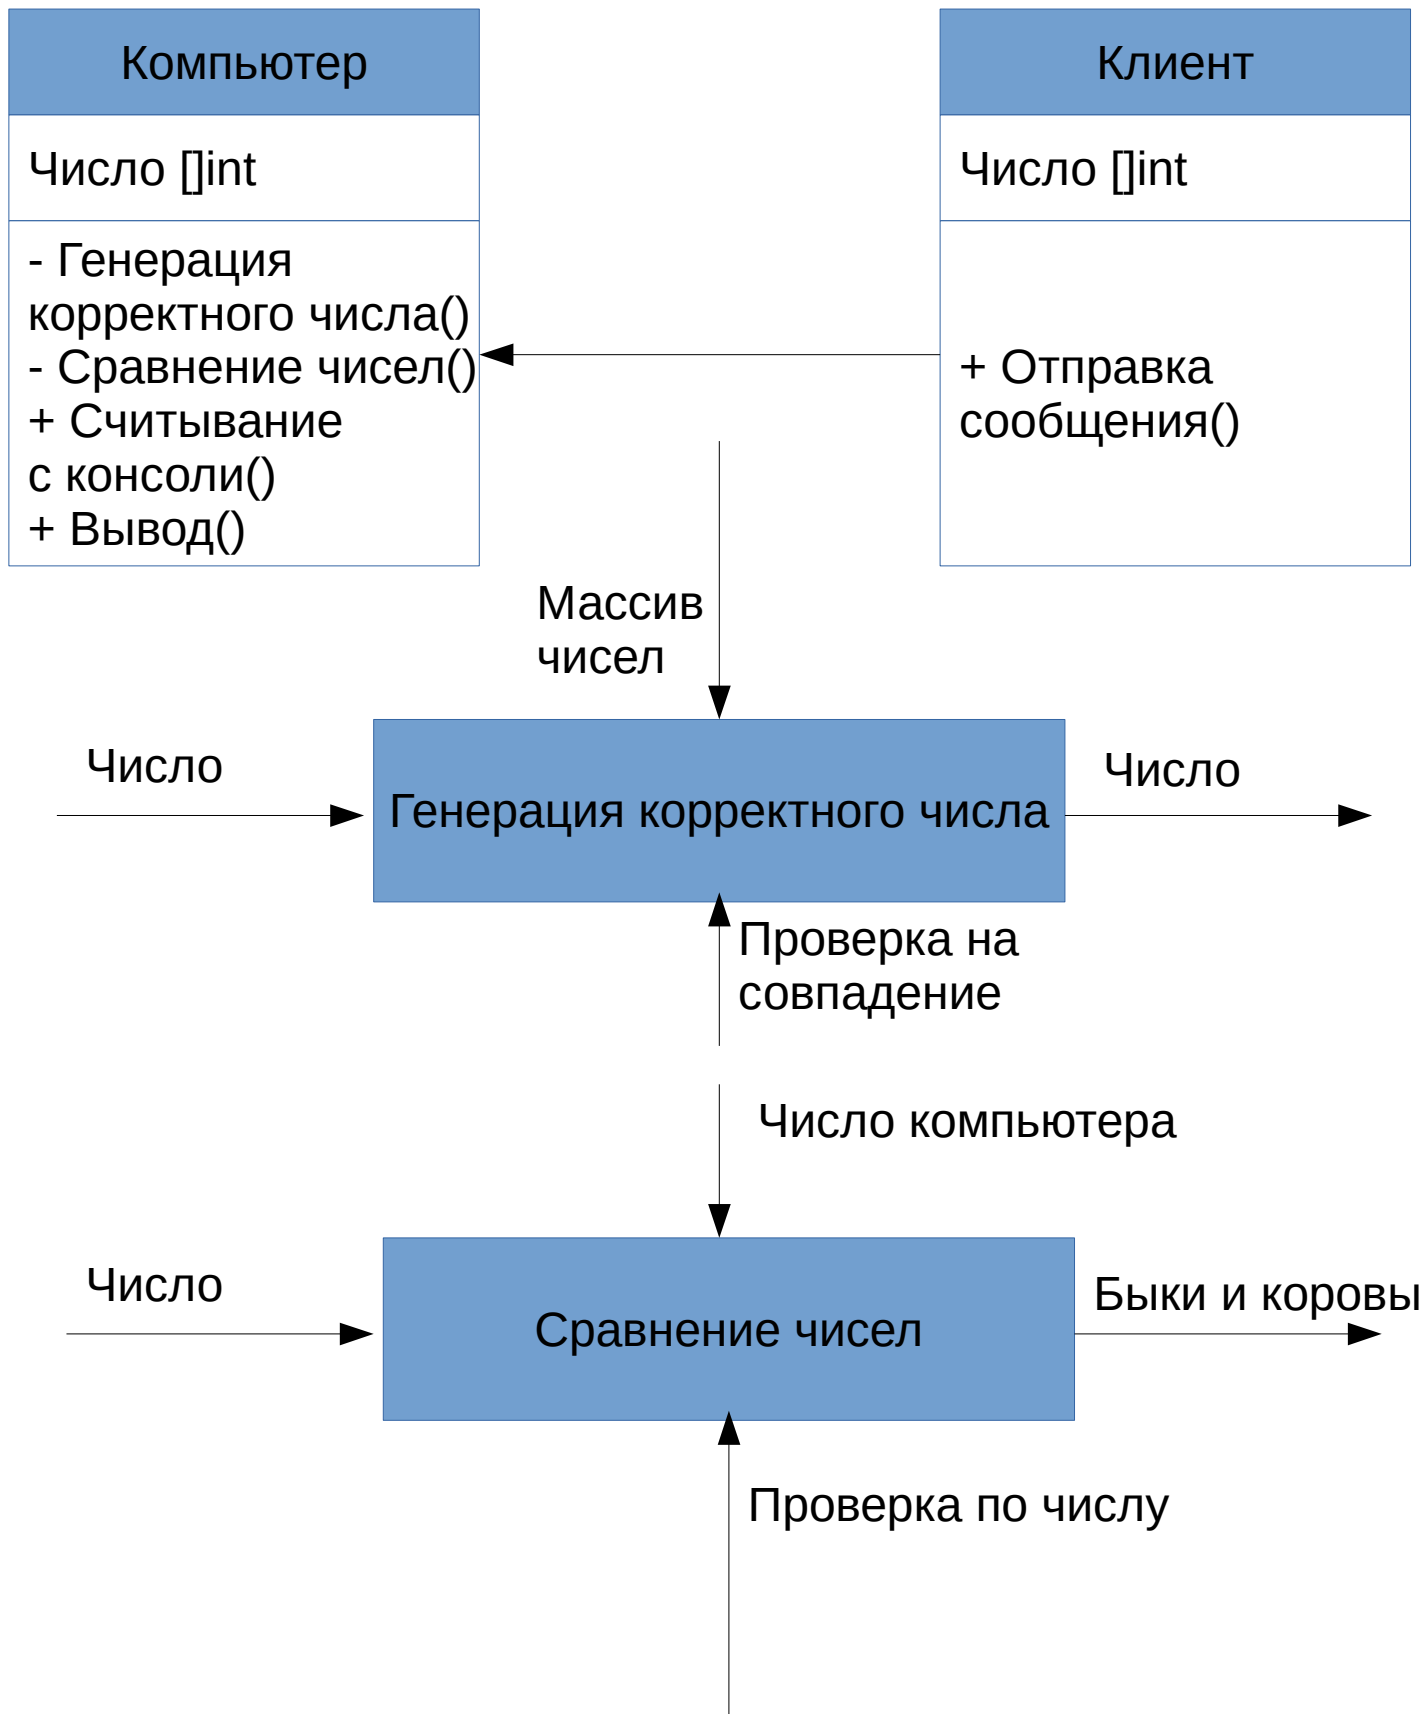 Компьютер
Число []int
- Генерация
корректного числа()
- Сравнение чисел()
+ Считывание
с консоли()
+ Вывод()
Клиент
Число []int
+ Отправка
сообщения()
Массив
чисел
Число
Генерация корректного числа
Число
Проверка на
совпадение
Число компьютера
Число
Сравнение чисел
Быки и коровы
Проверка по числу